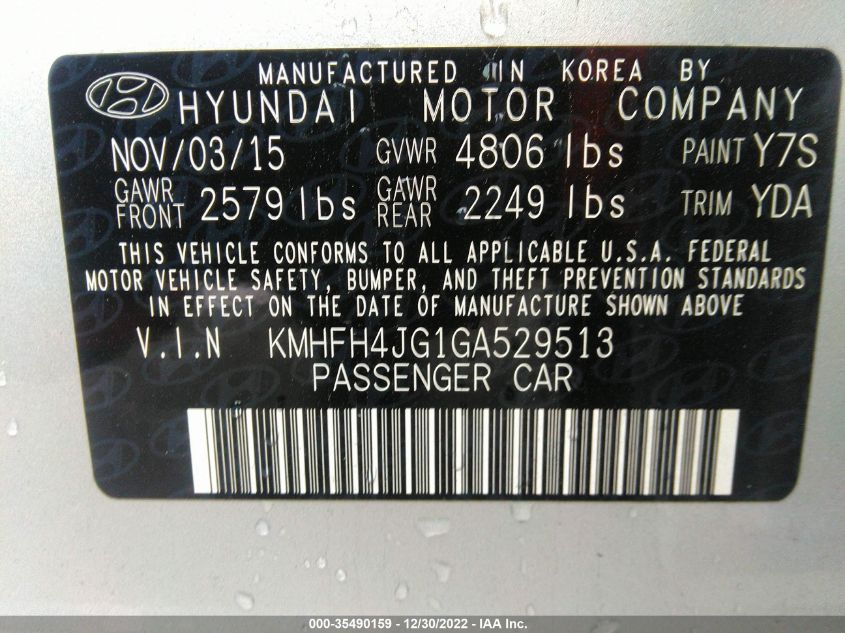 MANUFACTURED IN KOREA BY
HYUNDAI MOTOR COMPANY
NOV/03/15 GVWR 4806 lbs PAINT Y7S
GAWR FRONT 2579 lbs GAWR REAR 2249 lbs TRIM YDA
THIS VEHICLE CONFORMS TO ALL APPLICABLE U.S.A. FEDERAL
MOTOR VEHICLE SAFETY, BUMPER, AND THEFT PREVENTION STANDARDS
IN EFFECT ON THE DATE OF MANUFACTURE SHOWN ABOVE
V.I.N KMHFH4JG1GA529513
PASSENGER CAR
000-35490159 - 12/30/2022 - IAA Inc.